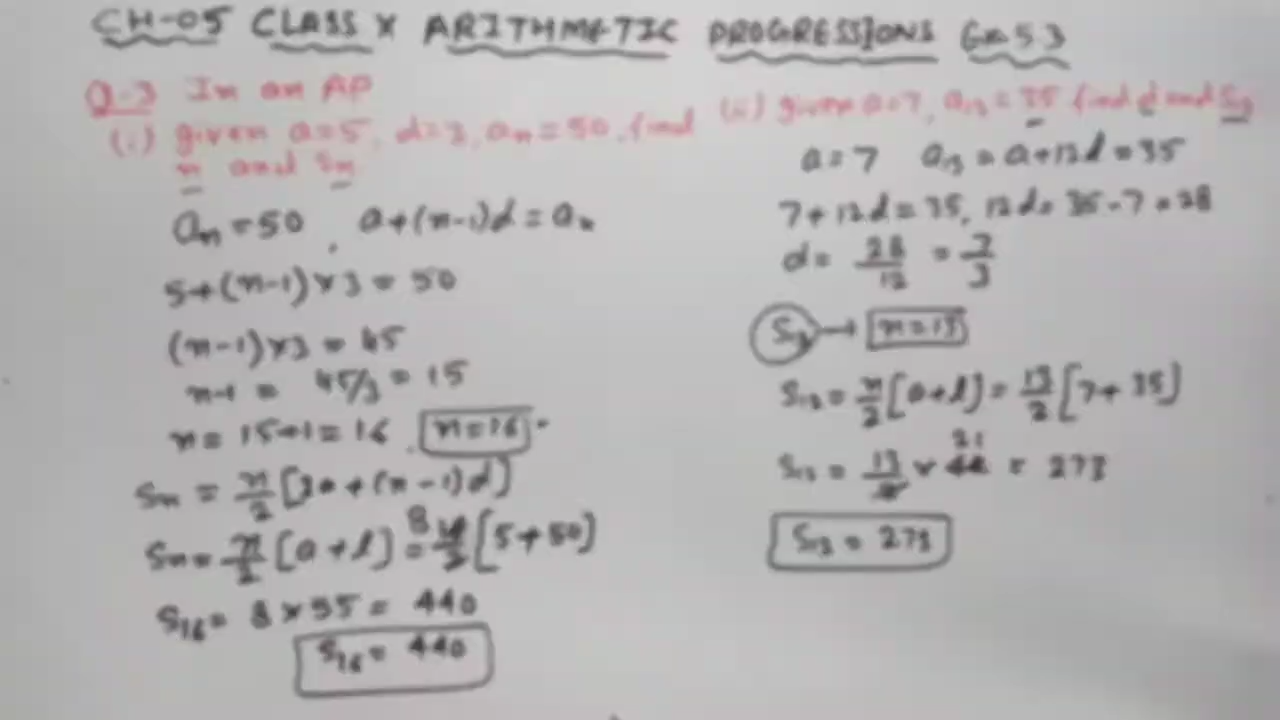 CH-05 CLASS X ARITHMETIC PROGRESSIONS Ex 5.3
Q.3 In an AP
(i) given a=5, d=3, an=50, find
n and Sn
an=50, a+(n-1)d=an
5+(n-1)×3=50
(n-1)×3=45
n-1= 45/3=15
n=15+1=16. n=16
Sn=n/2[2a+(n-1)d]
Sn=n/2[a+l]=8 16/2[5+50]
S16=8×55=440
S16=440
(ii) given a=7, a13=35 find d and S13
a=7 a13=a+12d=35
7+12d=35, 12d=35-7=28
d=28/12=7/3
S13→n=13
S13=n/2[a+l]=13/2[7+35]
S13=13/2×42 21=273
S13=273